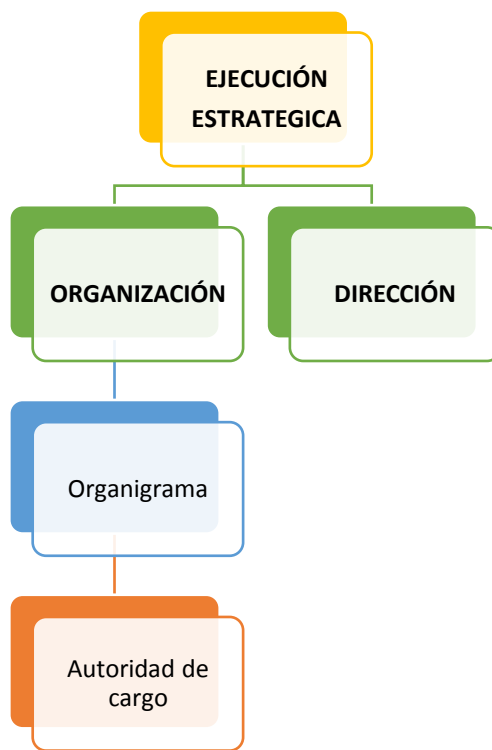 EJECUCIÓN
ESTRATEGICA
ORGANIZACIÓN
DIRECCIÓN
Organigrama
Autoridad de
cargo